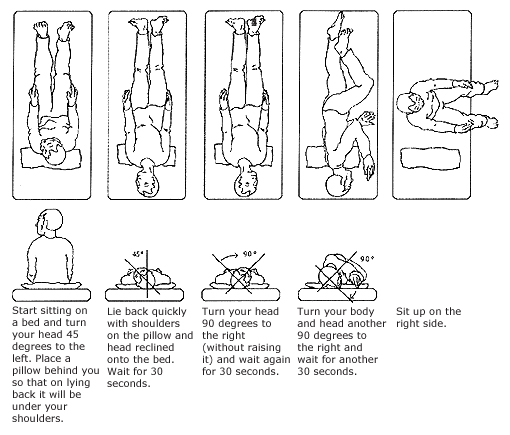 45°
90°
90°
Start sitting on
a bed and turn
your head 45
degrees to the
left. Place a
pillow behind you
so that on lying
back it will be
under your
shoulders.
Lie back quickly
with shoulders
on the pillow and
head reclined
onto the bed.
Wait for 30
seconds.
Turn your head
90 degrees to
the right
(without raising
it) and wait again
for 30 seconds.
Turn your body
and head another
90 degrees to
the right and
wait for another
30 seconds.
Sit up on the
right side.